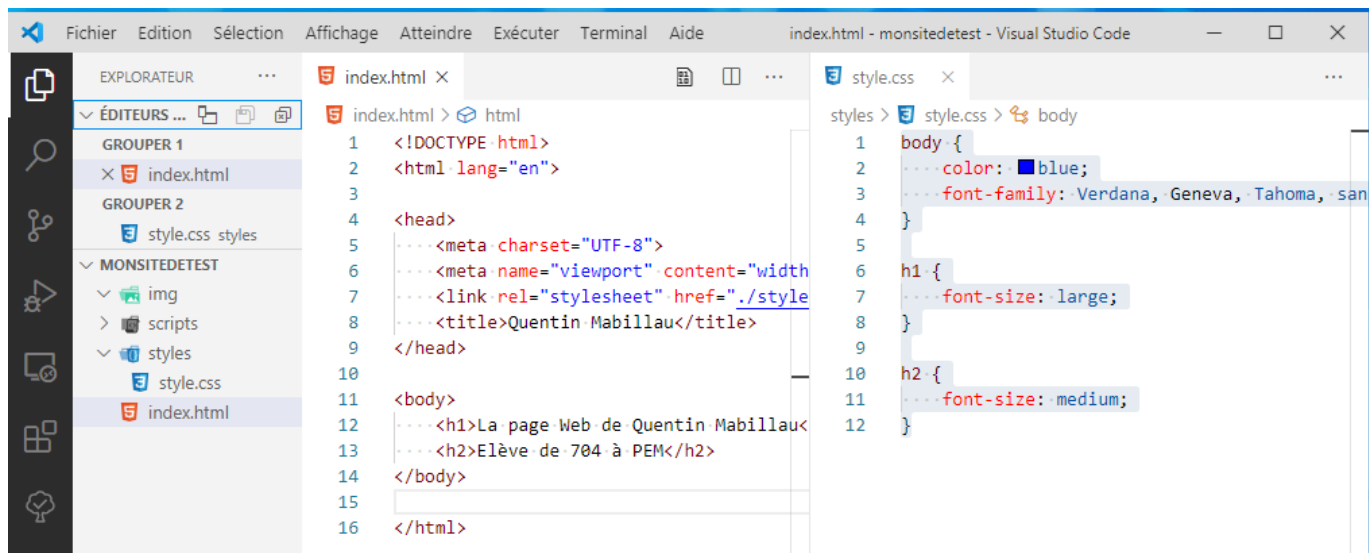 Fichier Edition Sélection Affichage Atteindre Exécuter Terminal Aide index.html - monsitedetest - Visual Studio Code
EXPLORATEUR
ÉDITEURS ...
GROUPER 1
index.html
GROUPER 2
style.css styles
MONSITEDETEST
img
scripts
styles
style.css
index.html
index.html
index.html > html
1 <!DOCTYPE html>
2 <html lang="en">
3
4 <head>
5 <meta charset="UTF-8">
6 <meta name="viewport" content="width
7 <link rel="stylesheet" href="./style
8 <title>Quentin Mabillau</title>
9 </head>
10
11 <body>
12 <h1>La page Web de Quentin Mabillau<
13 <h2>Elève de 704 à PEM</h2>
14 </body>
15
16 </html>
style.css
styles > style.css > body
1 body {
2 color: blue;
3 font-family: Verdana, Geneva, Tahoma, san
4 }
5
6 h1 {
7 font-size: large;
8 }
9
10 h2 {
11 font-size: medium;
12 }